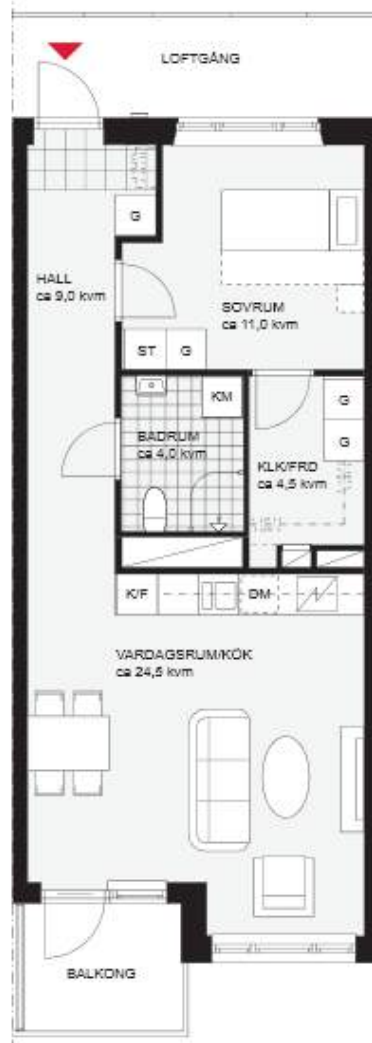 LOFTGÅNG
G
HALL
ca 9,0 kvm
SOVRUM
ca 11,0 kvm
ST G
KM
G
BADRUM
ca 4,0 kvm
G
KLK/FRD
ca 4,5 kvm
K/F
DM
VARDAGSRUM/KÖK
ca 24,5 kvm
BALKONG